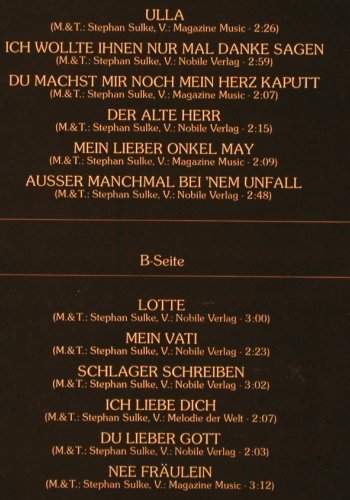 ULLA
(M.&T.: Stephan Sulke, V.: Magazine Music - 2:26)
ICH WOLLTE IHNEN NUR MAL DANKE SAGEN
(M.&T.: Stephan Sulke, V.: Nobile Verlag - 2:59)
DU MACHST MIR NOCH MEIN HERZ KAPUTT
(M.&T.: Stephan Sulke, V.: Magazine Music - 2:07)
DER ALTE HERR
(M.&T.: Stephan Sulke, V.: Nobile Verlag - 2:15)
MEIN LIEBER ONKEL MAY
(M.&T.: Stephan Sulke, V.: Magazine Music - 2:09)
AUSSER MANCHMAL BEI 'NEM UNFALL
(M.&T.: Stephan Sulke, V.: Nobile Verlag - 2:48)
B-Seite
LOTTE
(M.&T.: Stephan Sulke, V.: Nobile Verlag - 3:00)
MEIN VATI
(M.&T.: Stephan Sulke, V.: Nobile Verlag - 2:23)
SCHLAGER SCHREIBEN
(M.&T.: Stephan Sulke, V.: Nobile Verlag - 3:02)
ICH LIEBE DICH
(M.&T.: Stephan Sulke, V.: Melodie der Welt - 2:07)
DU LIEBER GOTT
(M.&T.: Stephan Sulke, V.: Nobile Verlag - 2:03)
NEE FRÄULEIN
(M.&T.: Stephan Sulke, V.: Magazine Music - 3:12)